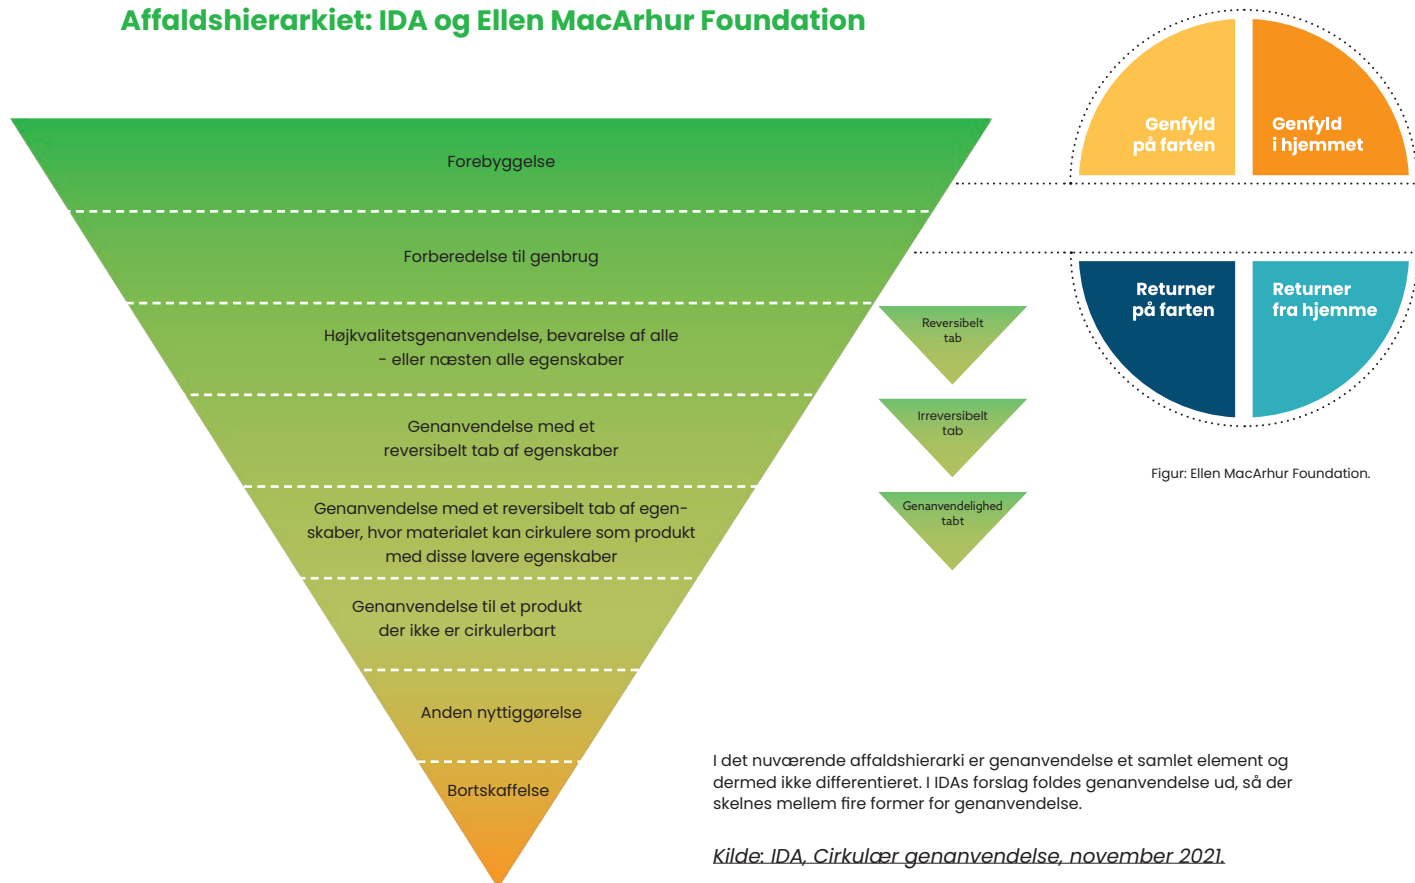 Affaldshierarkiet: IDA og Ellen MacArhur Foundation
Forebyggelse
Forberedelse til genbrug
Højkvalitetsgenanvendelse, bevarelse af alle
- eller næsten alle egenskaber
Genanvendelse med et
reversibelt tab af egenskaber
Genanvendelse med et reversibelt tab af egen-
skaber, hvor materialet kan cirkulere som produkt
med disse lavere egenskaber
Genanvendelse til et produkt
der ikke er cirkulerbart
Anden nyttiggørelse
Bortskaffelse
Reversibelt
tab
Irreversibelt
tab
Genanvendelighed
tabt
Genfyld
på farten
Genfyld
i hjemmet
Returner
på farten
Returner
fra hjemme
Figur: Ellen MacArhur Foundation.
I det nuværende affaldshierarki er genanvendelse et samlet element og
dermed ikke differentieret. I IDAs forslag foldes genanvendelse ud, så der
skelnes mellem fire former for genanvendelse.
Kilde: IDA, Cirkulær genanvendelse, november 2021.